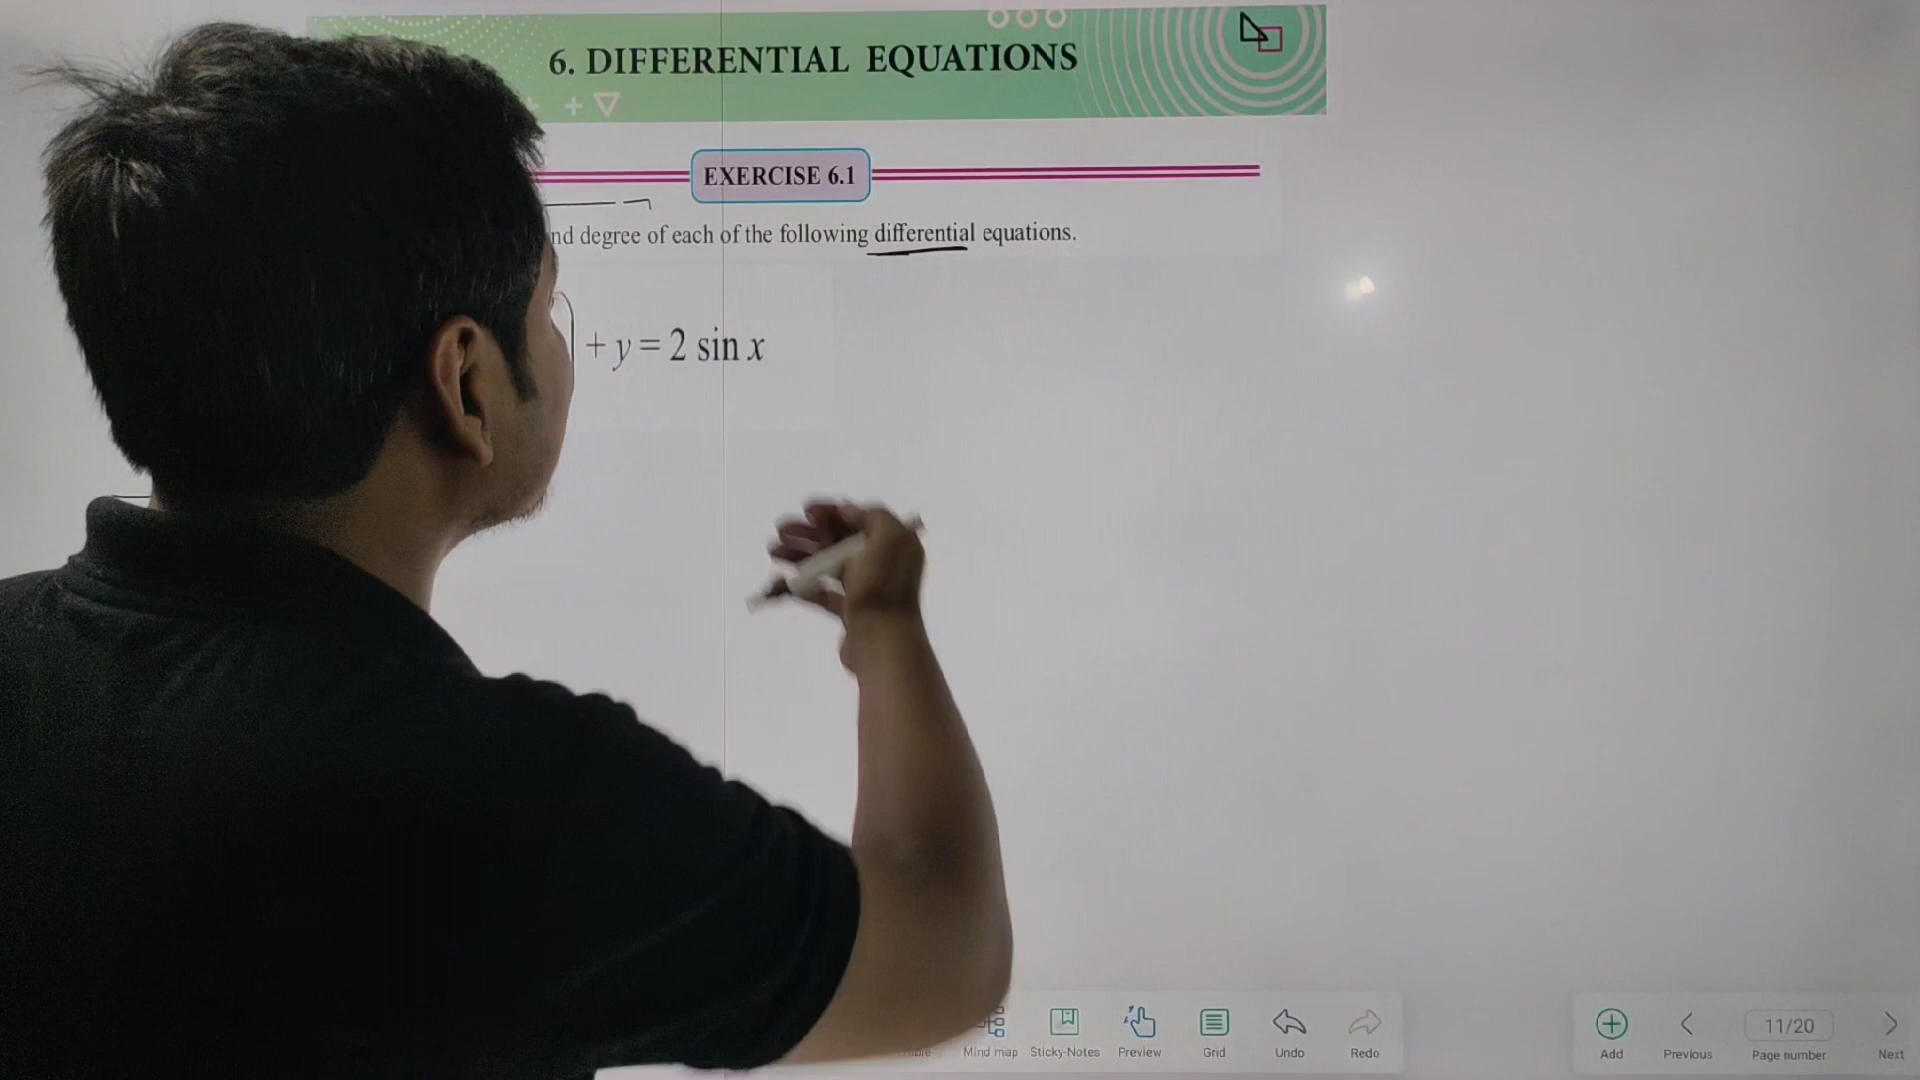 6. DIFFERENTIAL EQUATIONS
EXERCISE 6.1
degree of each of the following differential equations.
+ y = 2 sin x
Mind map
Sticky-Notes
Preview
Grid
Undo
Redo
Add
Previous
11/20
Page number
Next